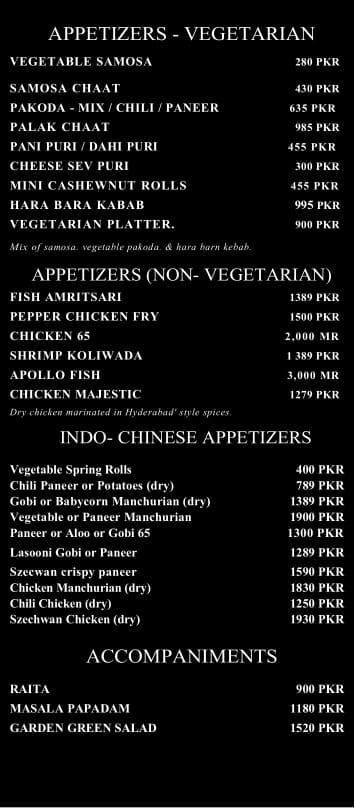 APPETIZERS - VEGETARIAN
VEGETABLE SAMOSA 280 PKR
SAMOSA CHAAT 430 PKR
PAKODA - MIX / CHILI / PANEER 635 PKR
PALAK CHAAT 985 PKR
PANI PURI / DAHI PURI 455 PKR
CHEESE SEV PURI 300 PKR
MINI CASHEWNUT ROLLS 455 PKR
HARA BARA KABAB 995 PKR
VEGETARIAN PLATTER. 900 PKR
Mix of samosa. vegetable pakoda. & hara barn kebab.
APPETIZERS (NON- VEGETARIAN)
FISH AMRITSARI 1389 PKR
PEPPER CHICKEN FRY 1500 PKR
CHICKEN 65 2,000 MR
SHRIMP KOLIWADA 1 389 PKR
APOLLO FISH 3,000 MR
CHICKEN MAJESTIC 1279 PKR
Dry chicken marinated in Hyderabad' style spices.
INDO- CHINESE APPETIZERS
Vegetable Spring Rolls 400 PKR
Chili Paneer or Potatoes (dry) 789 PKR
Gobi or Babycorn Manchurian (dry) 1389 PKR
Vegetable or Paneer Manchurian 1900 PKR
Paneer or Aloo or Gobi 65 1300 PKR
Lasooni Gobi or Paneer 1289 PKR
Szecwan crispy paneer 1590 PKR
Chicken Manchurian (dry) 1830 PKR
Chili Chicken (dry) 1250 PKR
Szechwan Chicken (dry) 1930 PKR
ACCOMPANIMENTS
RAITA 900 PKR
MASALA PAPADAM 1180 PKR
GARDEN GREEN SALAD 1520 PKR